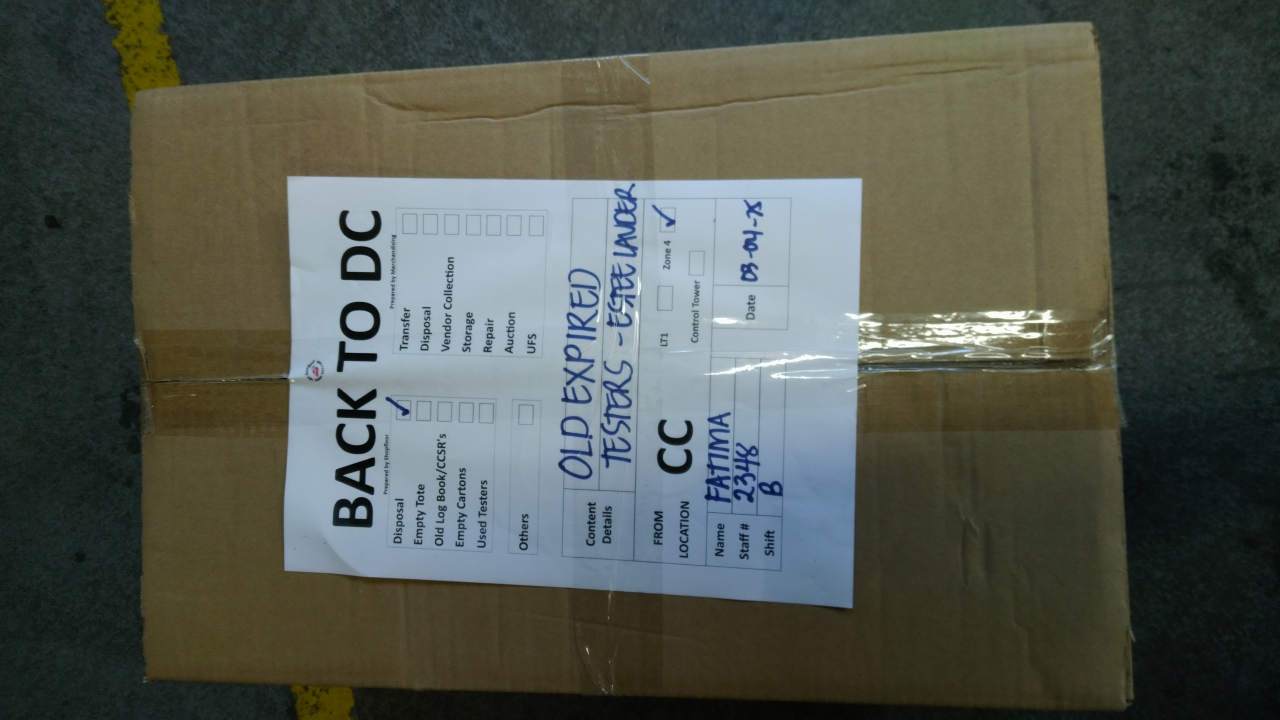 BACK TO DC
Prepared by Shopfloor
Disposal ✓
Empty Tote
Old Log Book/CCSR's
Empty Cartons
Used Testers
Others
Prepared by Merchandising
Transfer
Disposal
Vendor Collection
Storage
Repair
Auction
UFS
Content Details
OLD EXPIRED
TESTERS - ESTEE LAUDER
FROM LOCATION
CC
LT1
Zone 4 ✓
Control Tower
Name FATIMA
Staff # 2348
Shift B
Date 03-04-25